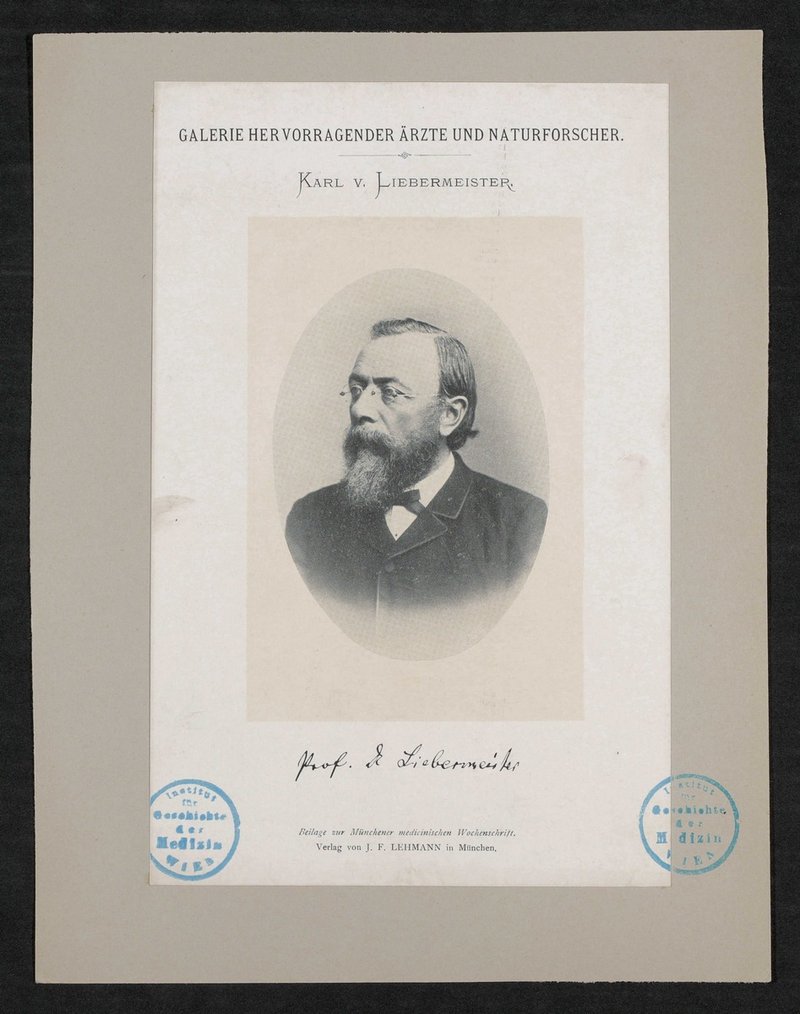 GALERIE HERVORRAGENDER ÄRZTE UND NATURFORSCHER.
KARL V. LIEBERMEISTER.
Prof. Dr Liebermeister
Beilage zur Münchener medicinischen Wochenschrift.
Verlag von J. F. LEHMANN in München.
Institut
für
Geschichte
der
Medizin
WIEN
Institut
für
Geschichte
der
Medizin
WIEN